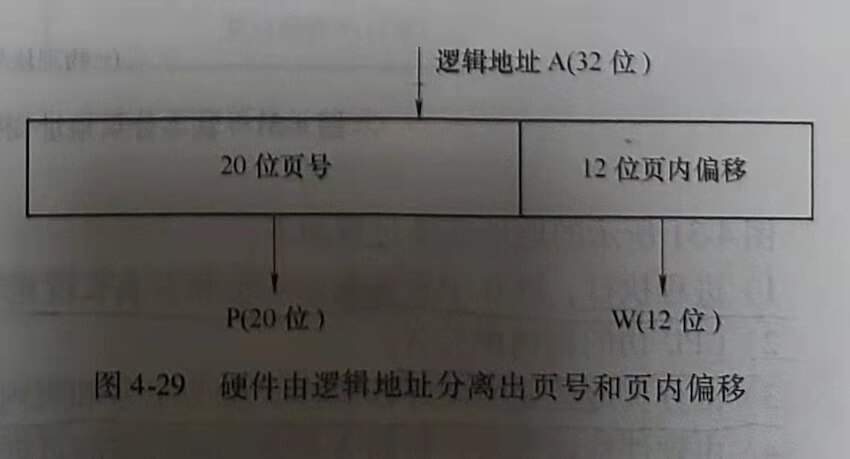 逻辑地址 A(32 位)
20 位页号
12 位页内偏移
P(20 位)
W(12 位)
图 4-29 硬件由逻辑地址分离出页号和页内偏移